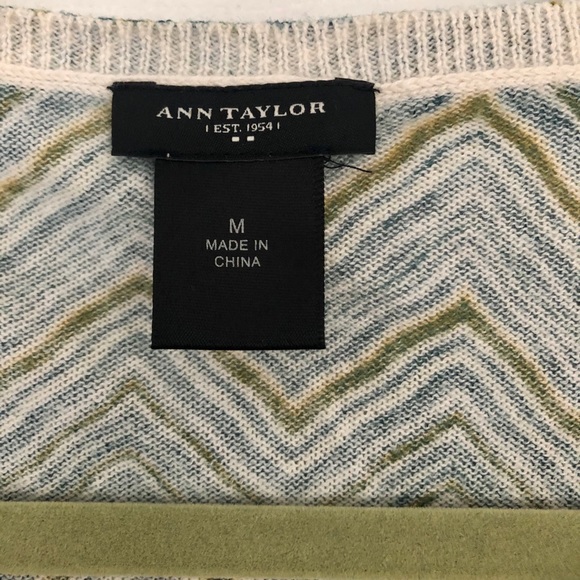 ANN TAYLOR
EST. 1954
M
MADE IN
CHINA